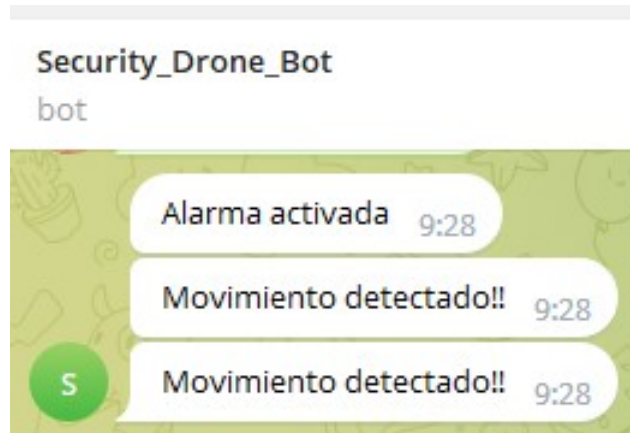 Security_Drone_Bot
bot
Alarma activada 9:28
Movimiento detectado!! 9:28
S Movimiento detectado!! 9:28